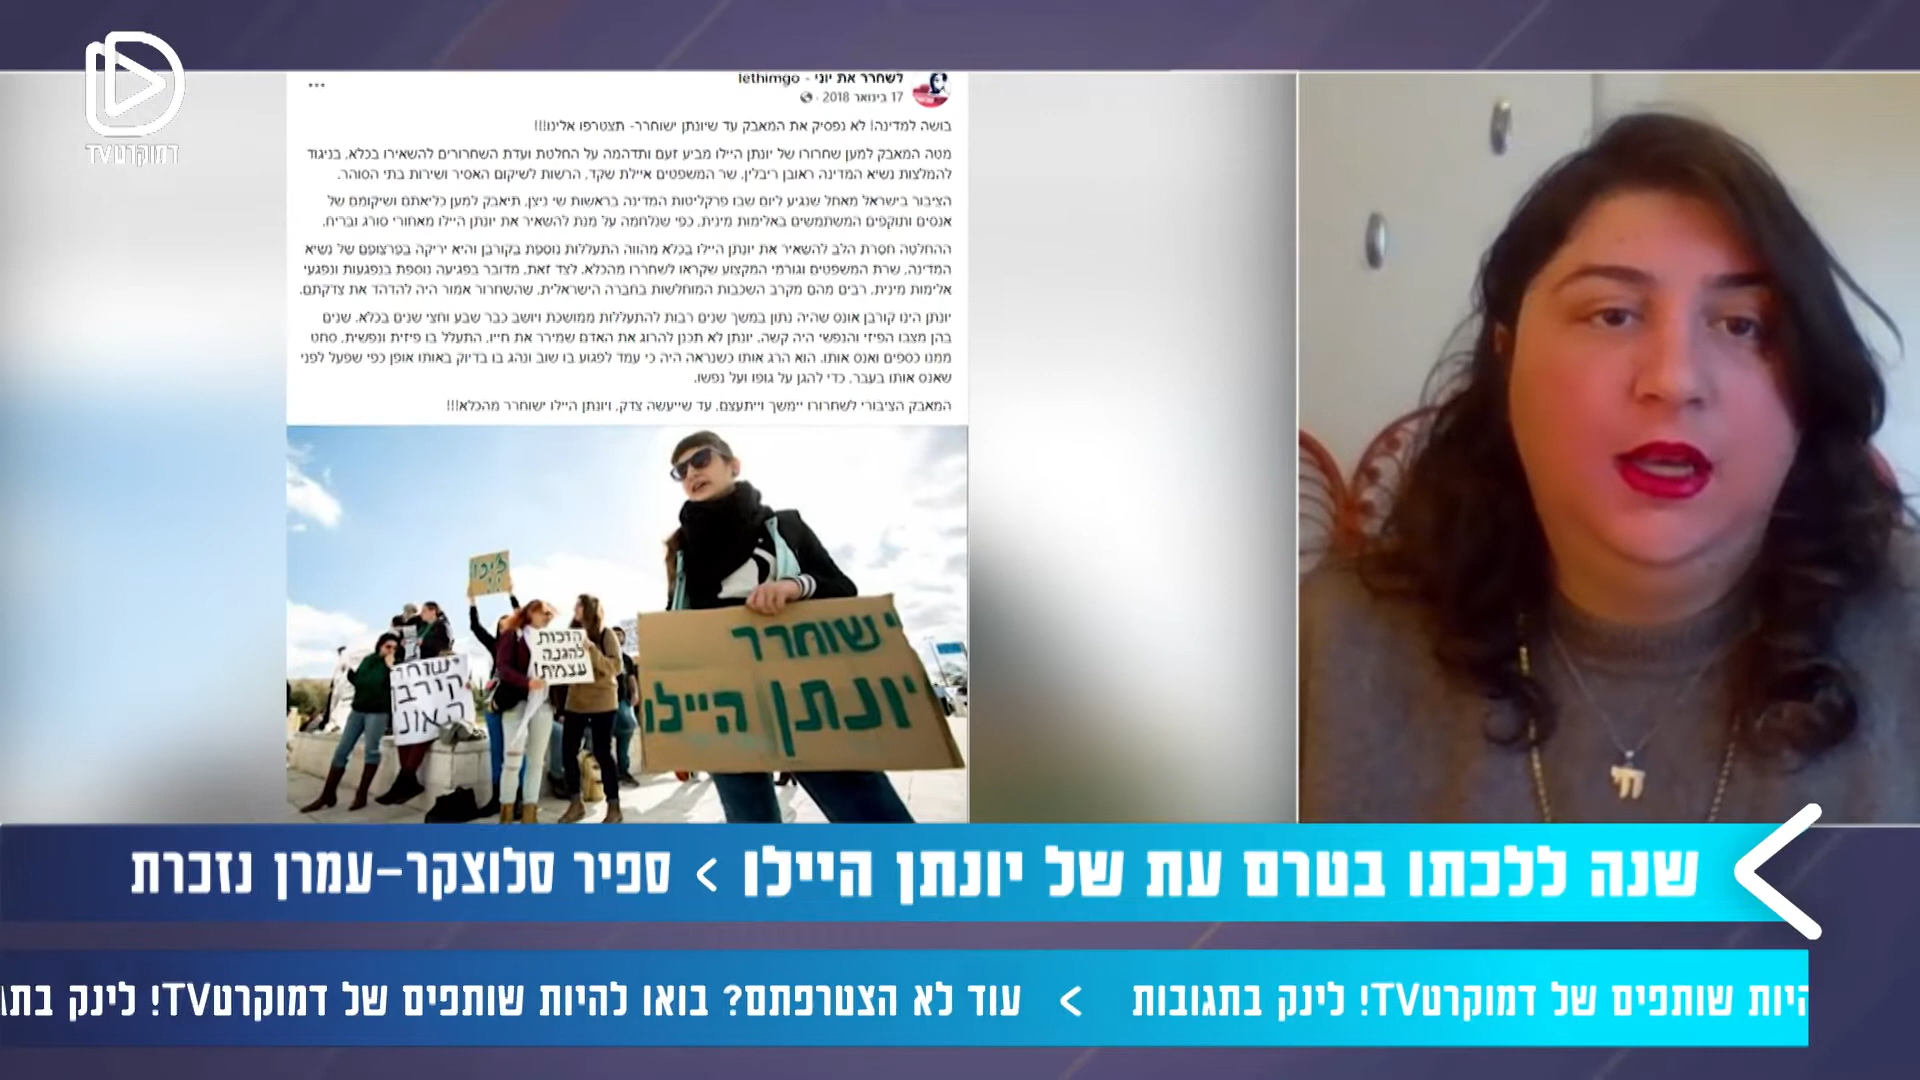 דמוקרטTV
לשחרר את יוני - lethimgo
17 בינואר 2018
בושה למדינה! לא נפסיק את המאבק עד שיונתן ישוחרר- תצטרפו אלינו!!!
מטה המאבק למען שחרורו של יונתן היילו מביע זעם ותדהמה על החלטת ועדת השחרורים להשאירו בכלא, בניגוד
להמלצות נשיא המדינה ראובן ריבלין, שר המשפטים איילת שקד, הרשות לשיקום האסיר ושירות בתי הסוהר.
הציבור בישראל מאחל שנגיע ליום שבו פרקליטות המדינה בראשות שי ניצן, תיאבק למען כליאתם ושיקומם של
אנסים ותוקפים המשתמשים באלימות מינית, כפי שנלחמה על מנת להשאיר את יונתן היילו מאחורי סורג ובריח.
ההחלטה חסרת הלב להשאיר את יונתן היילו בכלא מהווה התעללות נוספת בקורבן והיא יריקה בפרצופם של נשיא
המדינה, שרת המשפטים וגורמי המקצוע שקראו לשחררו מהכלא. לצד זאת, מדובר בפגיעה נוספת בנפגעות ונפגעי
אלימות מינית, רבים מהם מקרב השכבות המוחלשות בחברה הישראלית, שהשחרור אמור היה להדהד את צדקתם.
יונתן הינו קורבן אונס שהיה נתון במשך שנים רבות להתעללות ממושכת ויושב כבר שבע וחצי שנים בכלא, שנים
בהן מצבו הפיזי והנפשי היה קשה. יונתן לא תכנן להרוג את האדם שמירר את חייו, התעלל בו פיזית ונפשית, סחט
ממנו כספים ואנס אותו. הוא הרג אותו כשנראה היה כי עמד לפגוע בו שוב ונהג בו בדיוק באותו אופן כפי שפעל לפני
שאנס אותו בעבר, כדי להגן על גופו ועל נפשו.
המאבק הציבורי לשחרורו יימשך וייתעצם, עד שייעשה צדק, ויונתן היילו ישוחרר מהכלא!!!
הזכות
להגנה
עצמית!
ישוחרר
יונתן היילו
שנה ללכתו בטרם עת של יונתן היילו > ספיר סלוצקר-עמרן נזכרת
היות שותפים של דמוקרטTV! לינק בתגובות > עוד לא הצטרפתם? בואו להיות שותפים של דמוקרטTV! לינק בתג